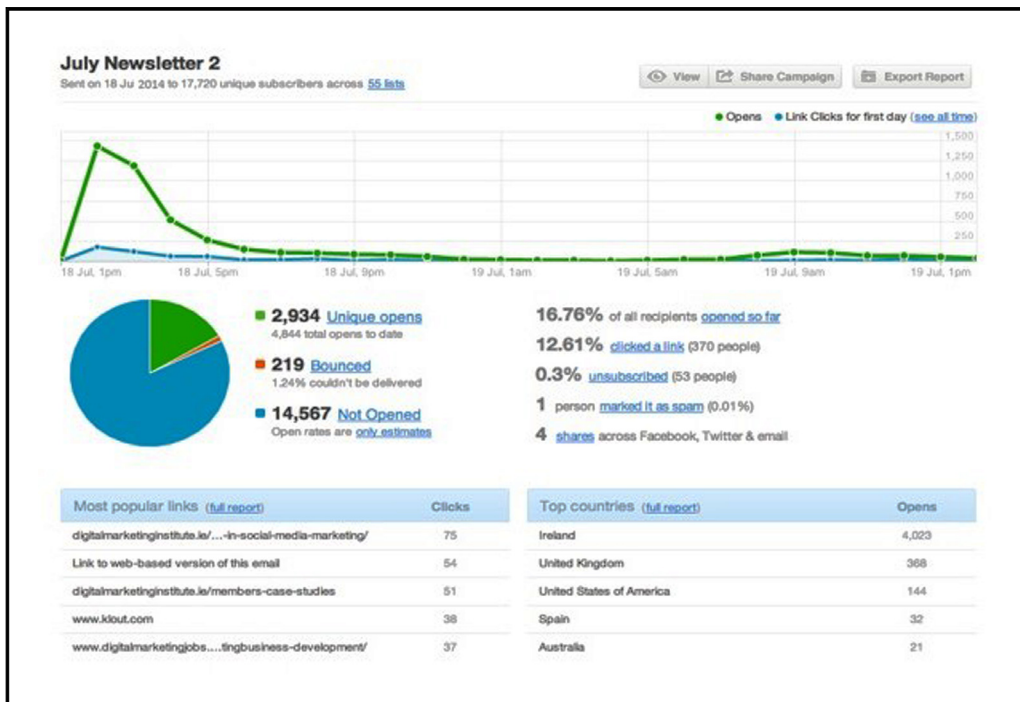 July Newsletter 2
Sent on 18 Ju 2014 to 17,720 unique subscribers across 55 lists
View
Share Campaign
Export Report
Opens
Link Clicks for first day (see all time)
1,500
1,250
1,000
750
500
250
18 Jul, 1pm
18 Jul, 5pm
18 Jul, 9pm
19 Jul, 1am
19 Jul, 5am
19 Jul, 9am
19 Jul, 1pm
2,934 Unique opens
4,844 total opens to date
219 Bounced
1.24% couldn't be delivered
14,567 Not Opened
Open rates are only estimates
16.76% of all recipients opened so far
12.61% clicked a link (370 people)
0.3% unsubscribed (53 people)
1 person marked it as spam (0.01%)
4 shares across Facebook, Twitter & email
Most popular links (full report) Clicks
digitalmarketinginstitute.ie/...-in-social-media-marketing/ 75
Link to web-based version of this email 54
digitalmarketinginstitute.ie/members-case-studies 51
www.klout.com 38
www.digitalmarketingjobs....tingbusiness-development/ 37
Top countries (full report) Opens
Ireland 4,023
United Kingdom 368
United States of America 144
Spain 32
Australia 21